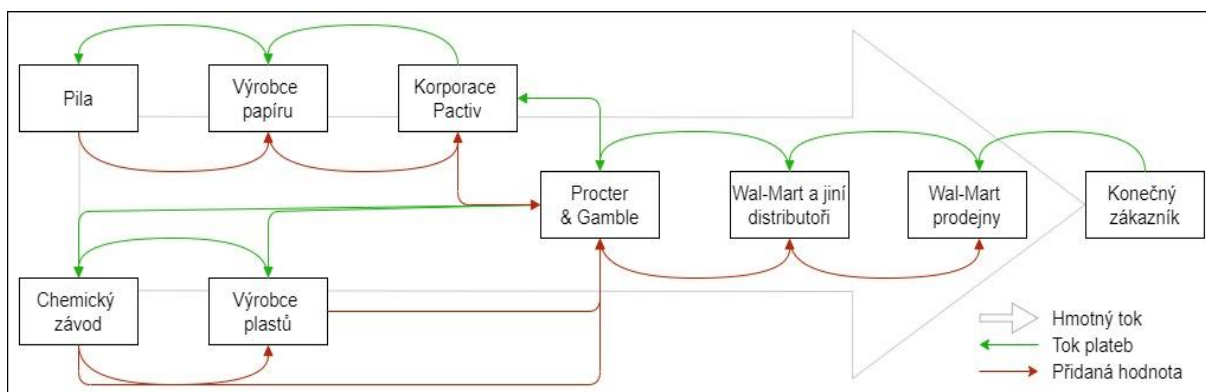 Pila
Výrobce
papíru
Korporace
Pactiv
Procter
& Gamble
Wal-Mart a jiní
distributoři
Wal-Mart
prodejny
Konečný
zákazník
Chemický
závod
Výrobce
plastů
Hmotný tok
Tok plateb
Přidaná hodnota